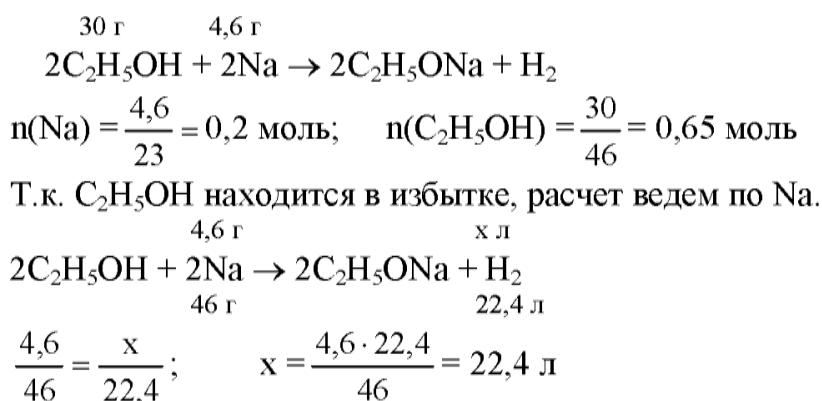 30 г 4,6 г
2C₂H₅OH + 2Na → 2C₂H₅ONa + H₂
n(Na) = 4,6/23 = 0,2 моль; n(C₂H₅OH) = 30/46 = 0,65 моль
Т.к. C₂H₅OH находится в избытке, расчет ведем по Na.
4,6 г х л
2C₂H₅OH + 2Na → 2C₂H₅ONa + H₂
46 г 22,4 л
4,6/46 = х/22,4; х = 4,6 · 22,4/46 = 22,4 л